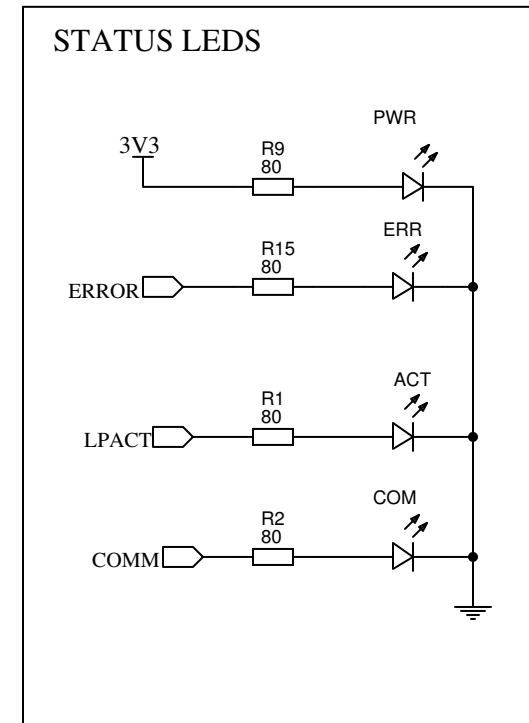 STATUS LEDS
PWR
3V3
R9
80
ERR
R15
80
ERROR
ACT
R1
80
LPACT
COM
R2
80
COMM